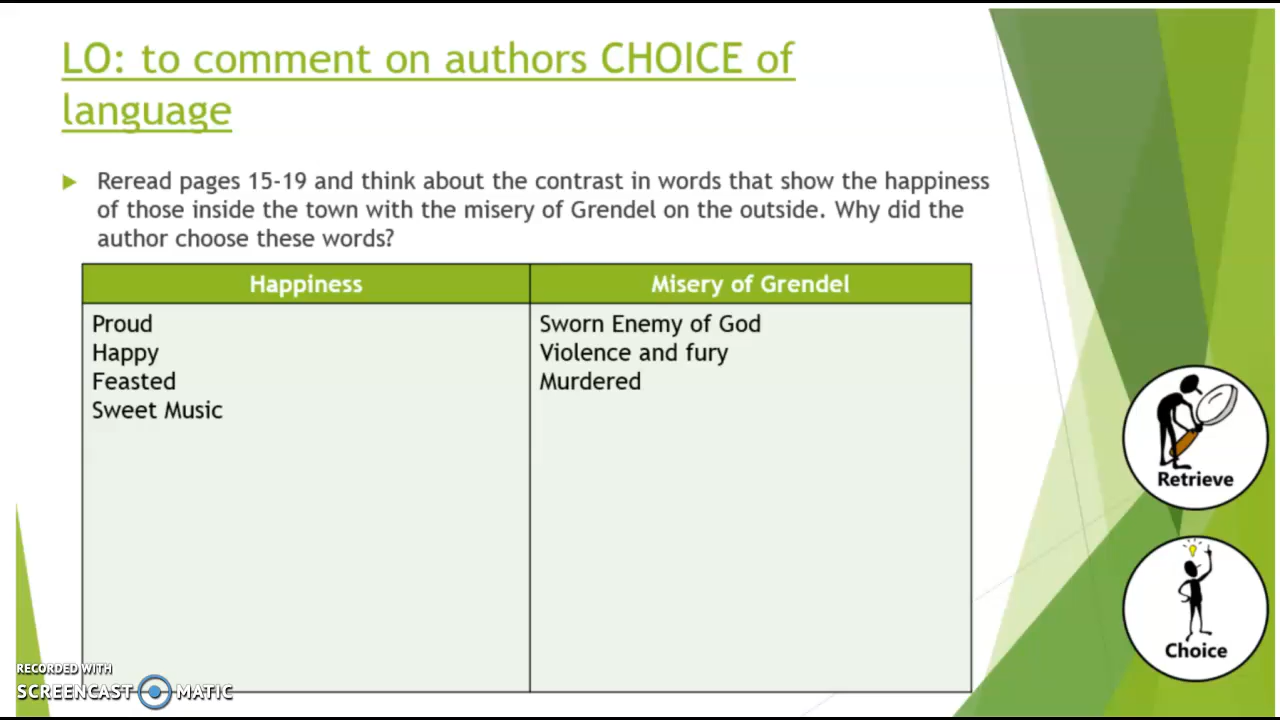 LO: to comment on authors CHOICE of
language
Reread pages 15-19 and think about the contrast in words that show the happiness
of those inside the town with the misery of Grendel on the outside. Why did the
author choose these words?
Happiness
Misery of Grendel
Proud
Happy
Feasted
Sweet Music
Sworn Enemy of God
Violence and fury
Murdered
Retrieve
Choice
RECORDED WITH
SCREENCAST MATIC